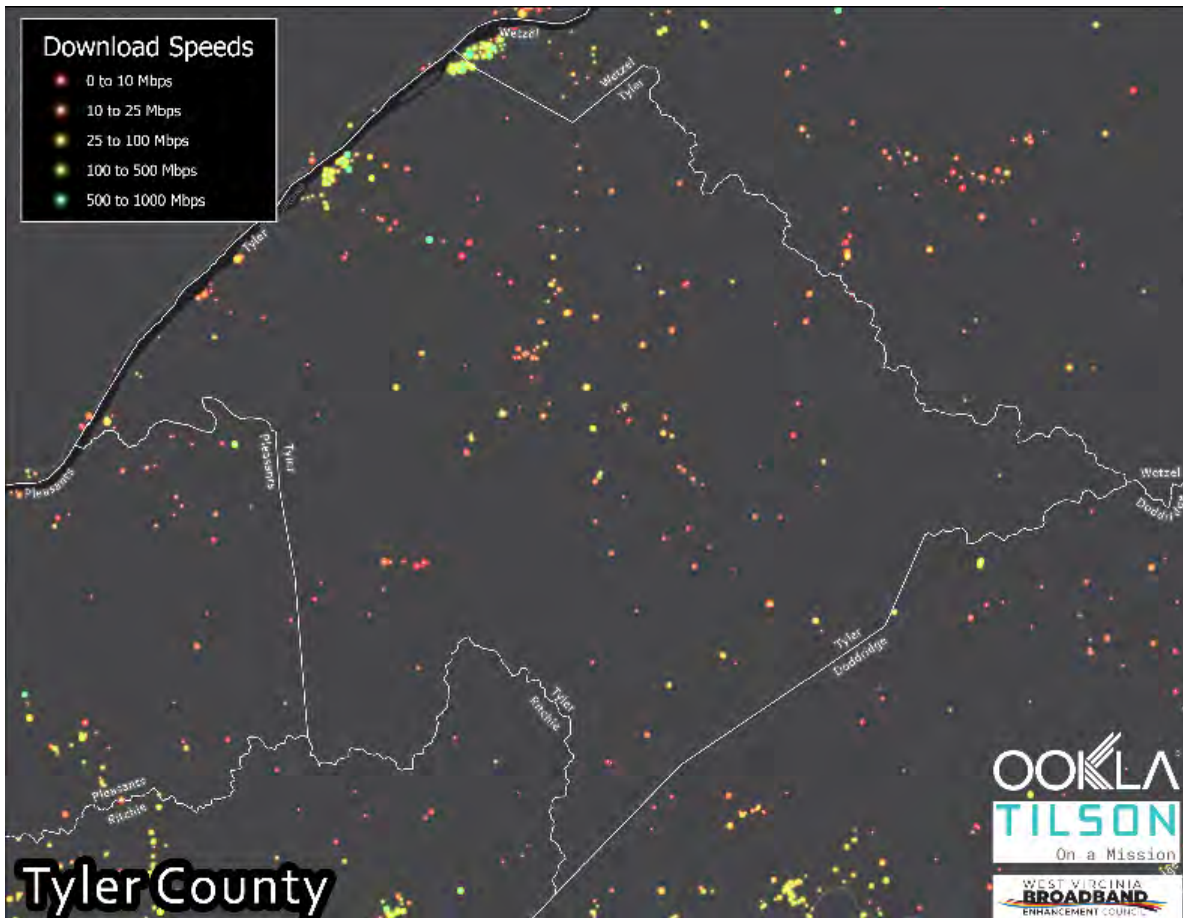 Download Speeds
0 to 10 Mbps
10 to 25 Mbps
25 to 100 Mbps
100 to 500 Mbps
500 to 1000 Mbps
Wetzel
Wetzel
Tyler
Tyler
Pleasants
Tyler
Pleasants
Wetzel
Doddridge
Tyler
Doddridge
Tyler
Ritchie
Pleasants
Ritchie
OOKLA
TILSON
On a Mission
WEST VIRGINIA
BROADBAND
ENHANCEMENT COUNCIL
Tyler County